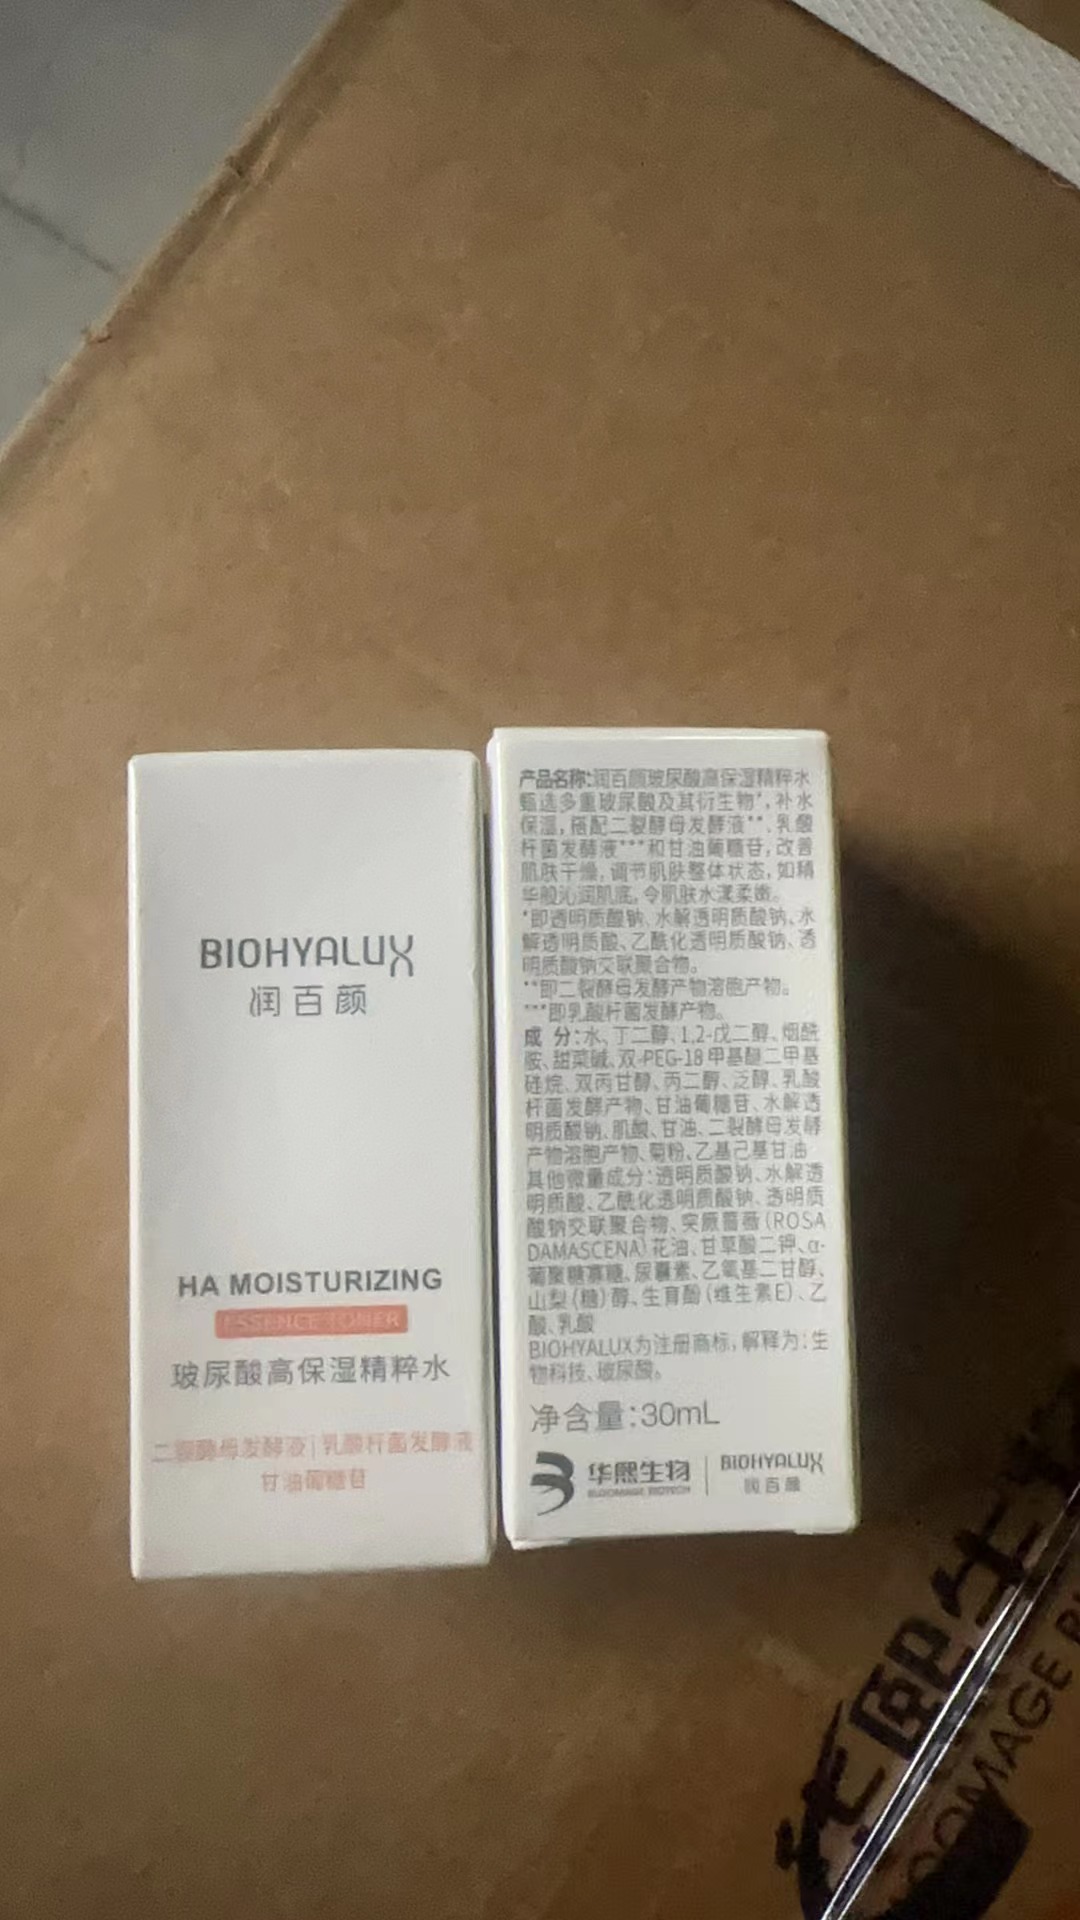 BIOHYALUX
润百颜
HA MOISTURIZING
ESSENCE TONER
玻尿酸高保湿精粹水
二裂酵母发酵液|乳酸杆菌发酵液
甘油葡糖苷
产品名称:润百颜玻尿酸高保湿精粹水
甄选多重玻尿酸及其衍生物*,补水
保湿,搭配二裂酵母发酵液**、乳酸
杆菌发酵液***和甘油葡糖苷,改善
肌肤干燥,调节肌肤整体状态,如精
华般沁润肌底,令肌肤水漾柔嫩。
*即透明质酸钠、水解透明质酸钠、水
解透明质酸、乙酰化透明质酸钠、透
明质酸钠交联聚合物。
**即二裂酵母发酵产物溶胞产物。
***即乳酸杆菌发酵产物。
成 分:水、丁二醇、1,2-戊二醇、烟酰
胺、甜菜碱、双-PEG-18 甲基醚二甲基
硅烷、双丙甘醇、丙二醇、泛醇、乳酸
杆菌发酵产物、甘油葡糖苷、水解透
明质酸钠、肌酸、甘油、二裂酵母发酵
产物溶胞产物、菊粉、乙基己基甘油
其他微量成分:透明质酸钠、水解透
明质酸、乙酰化透明质酸钠、透明质
酸钠交联聚合物、突厥蔷薇(ROSA
DAMASCENA)花油、甘草酸二钾、α-
葡聚糖寡糖、尿囊素、乙氧基二甘醇、
山梨(糖)醇、生育酚(维生素E)、乙
酸、乳酸
BIOHYALUX为注册商标,解释为:生
物科技、玻尿酸。
净含量:30mL
华熙生物
BLOOMAGE BIOTECH
BIOHYALUX
润百颜
华熙生
OOMAGE B